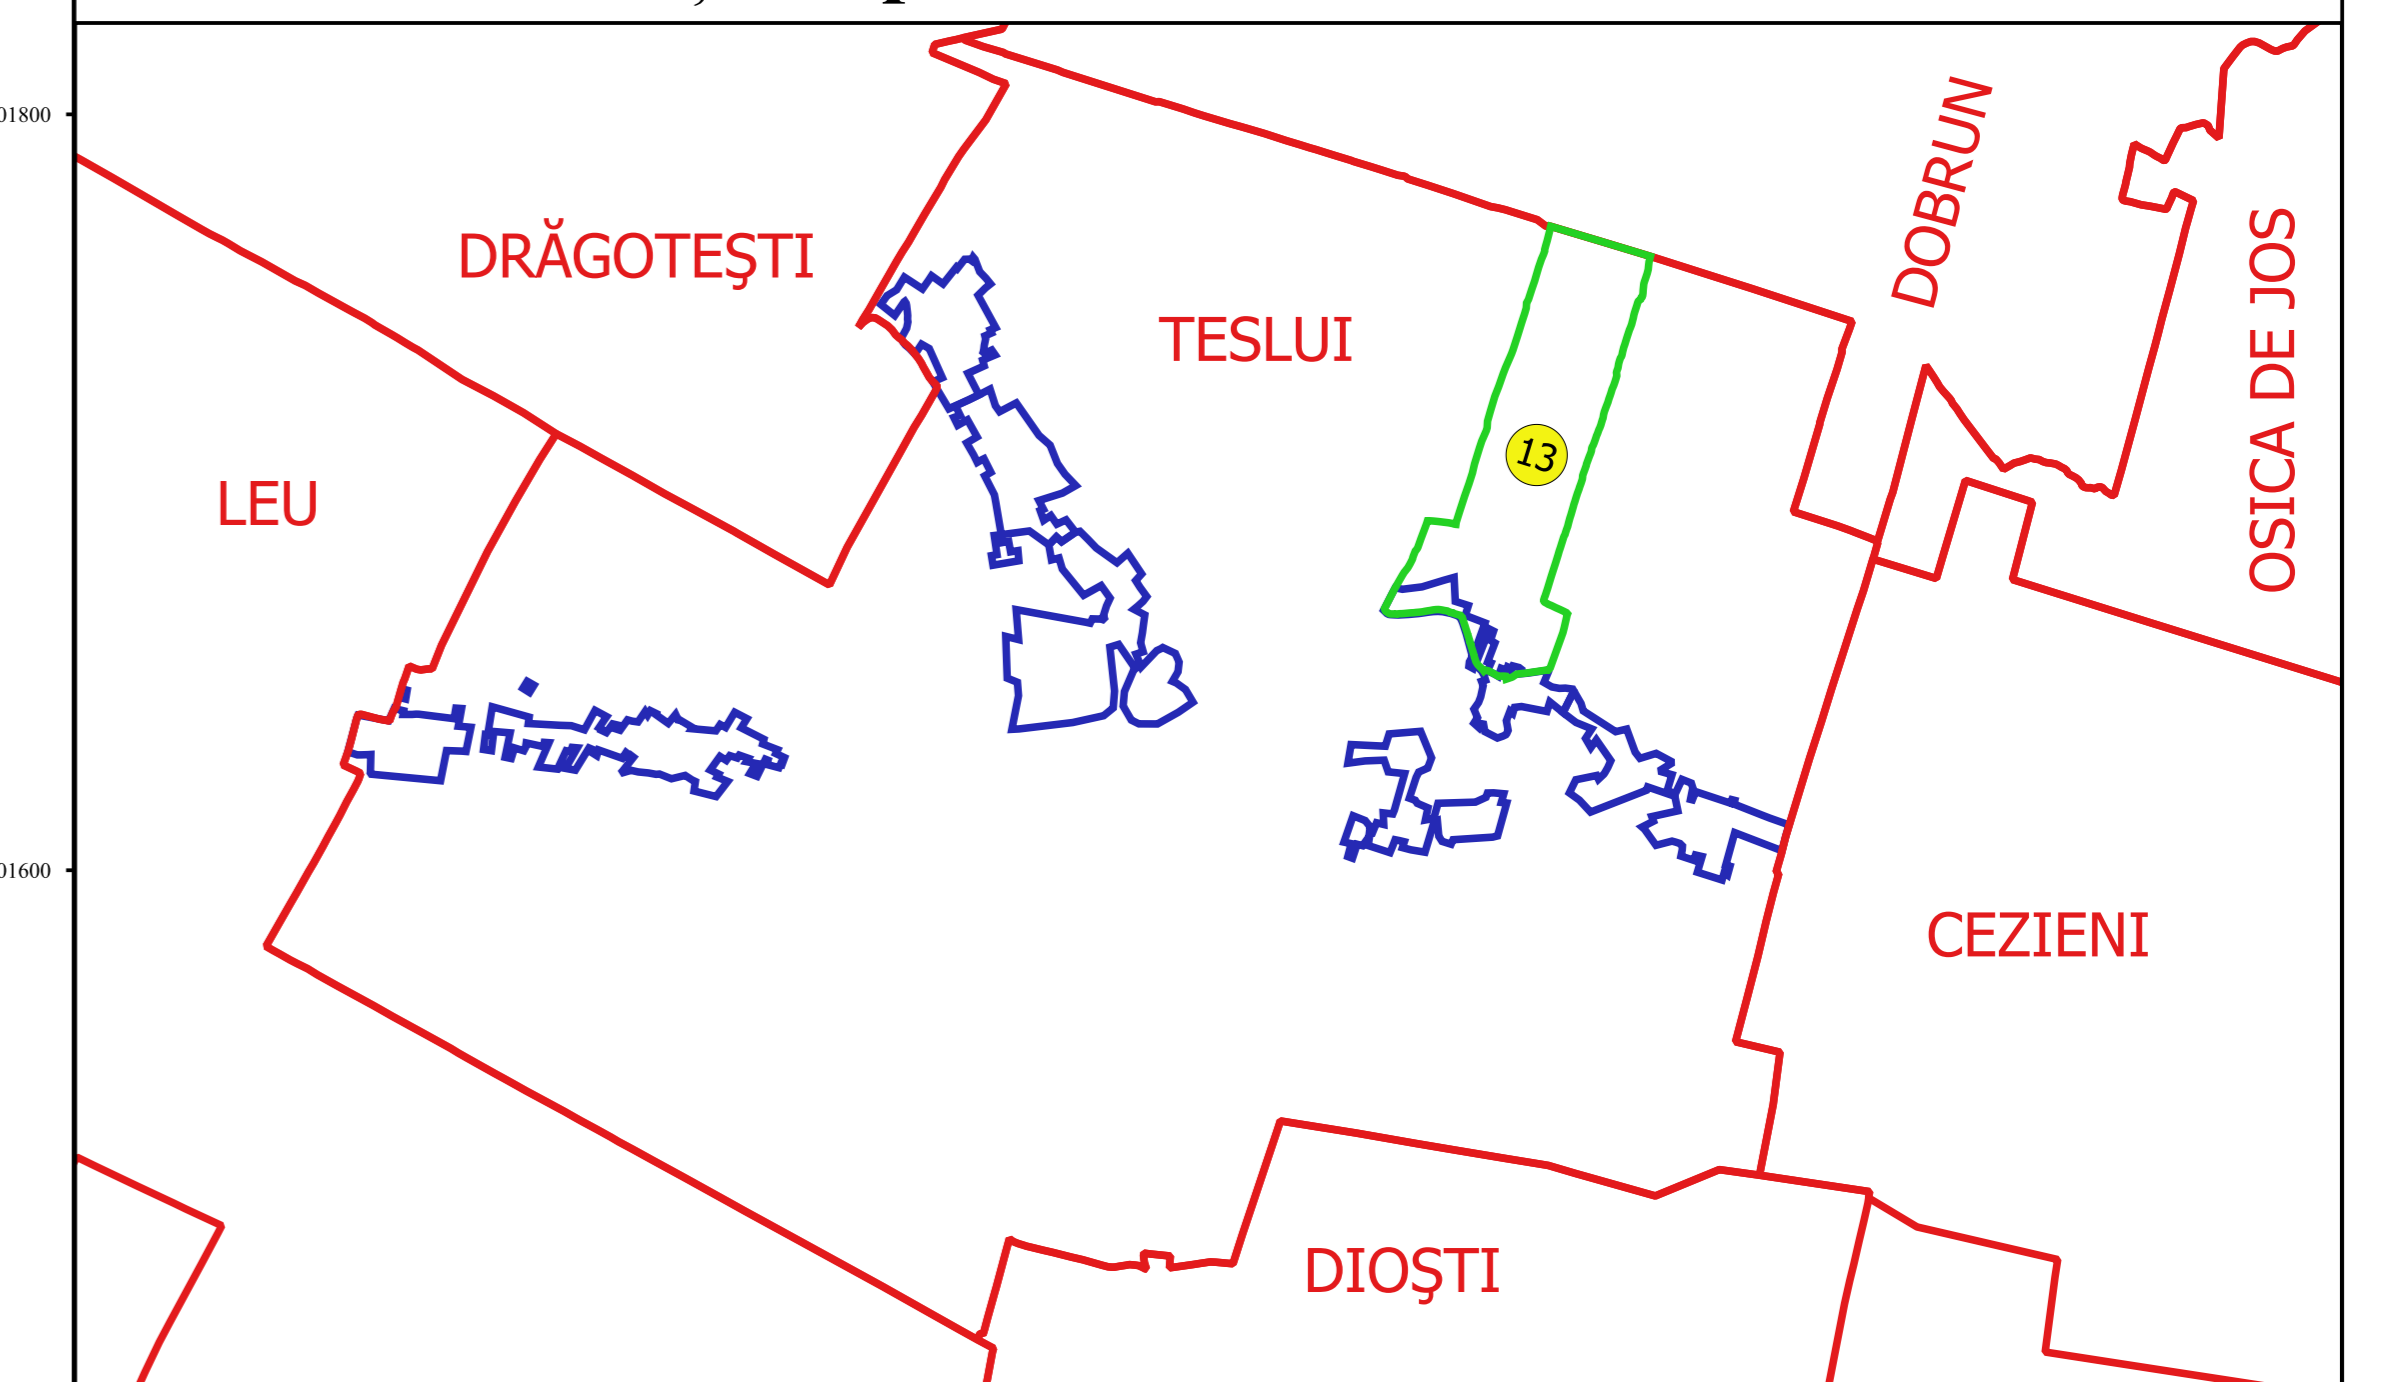 01800
DOBRUN
DRĂGOTEŞTI
OSICA DE JOS
TESLUI
13
LEU
01600
CEZIENI
DIOŞTI